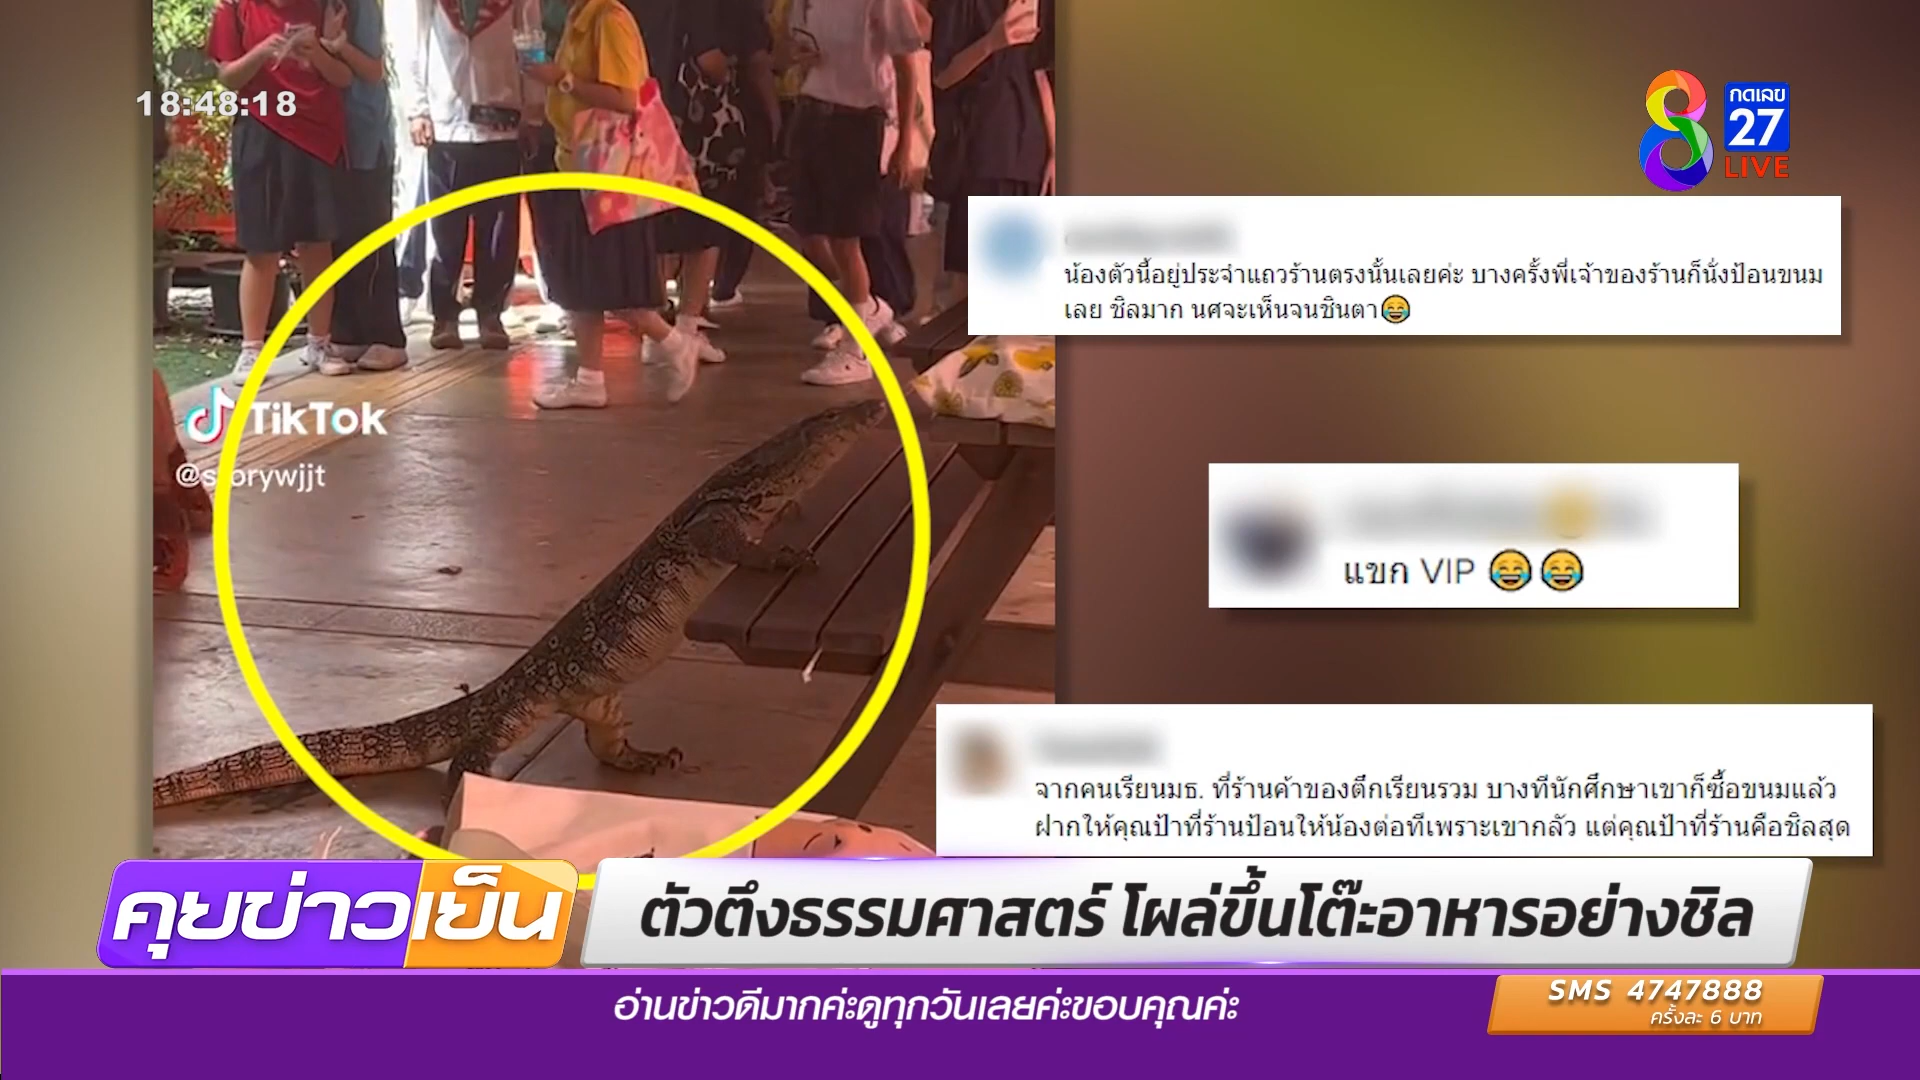 18:48:18
กดเลข
27
LIVE
น้องตัวนี้อยู่ประจำแถวร้านตรงนั้นเลยค่ะ บางครั้งพี่เจ้าของร้านก็นั่งป้อนขนม
เลย ชิลมาก นศจะเห็นจนชินตา😂
TikTok
@storywjjt
แขก VIP 😂😂
จากคนเรียนมธ. ที่ร้านค้าของตึกเรียนรวม บางทีนักศึกษาเขาก็ซื้อขนมแล้ว
ฝากให้คุณป้าที่ร้านป้อนให้น้องต่อทีเพราะเขากลัว แต่คุณป้าที่ร้านคือชิลสุด
คุยข่าวเย็น
ตัวตึงธรรมศาสตร์ โผล่ขึ้นโต๊ะอาหารอย่างชิล
อ่านข่าวดีมากค่ะดูทุกวันเลยค่ะขอบคุณค่ะ
SMS 4747888
ครั้งละ 6 บาท